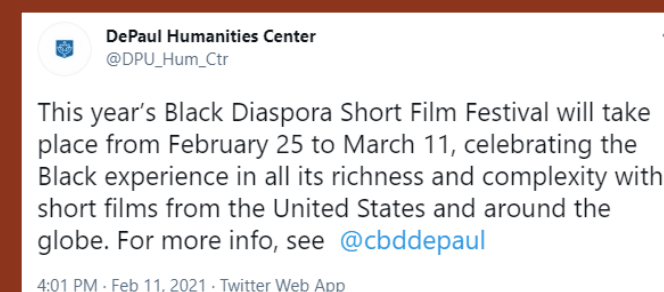 DePaul Humanities Center
@DPU_Hum_Ctr
This year's Black Diaspora Short Film Festival will take
place from February 25 to March 11, celebrating the
Black experience in all its richness and complexity with
short films from the United States and around the
globe. For more info, see @cbddepaul
4:01 PM · Feb 11, 2021 · Twitter Web App